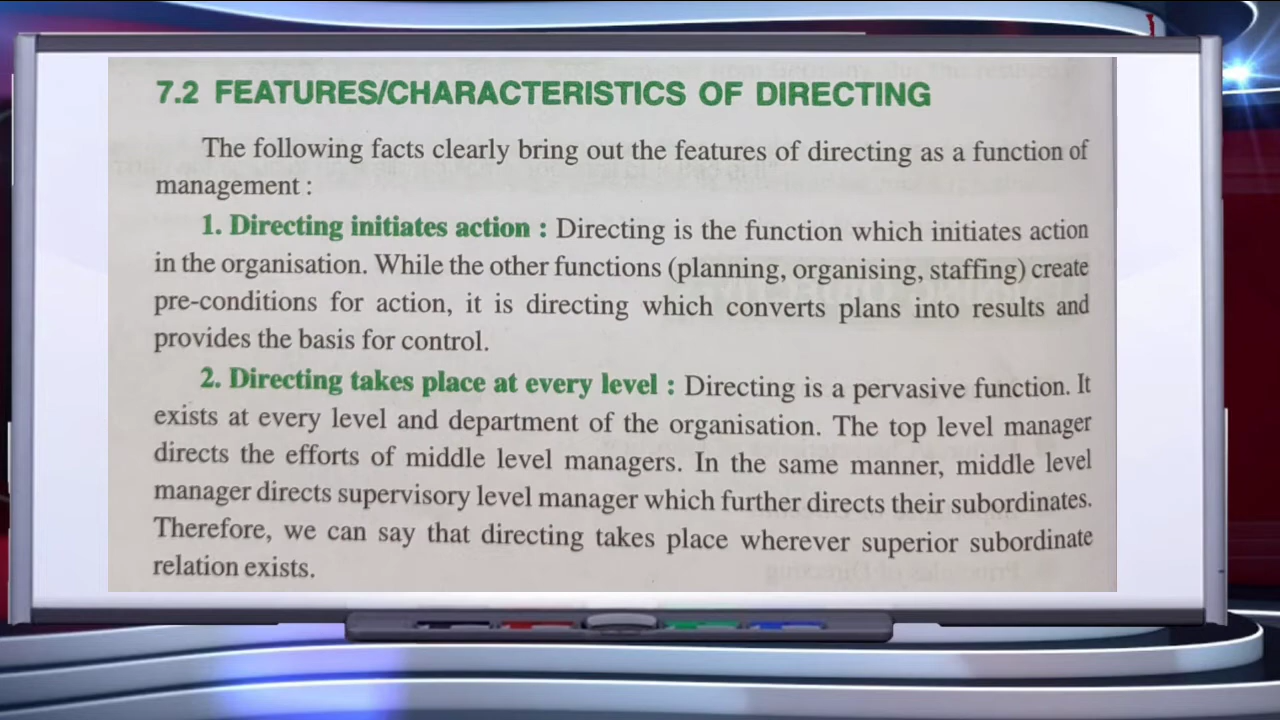 7.2 FEATURES/CHARACTERISTICS OF DIRECTING
The following facts clearly bring out the features of directing as a function of
management :
1. Directing initiates action : Directing is the function which initiates action
in the organisation. While the other functions (planning, organising, staffing) create
pre-conditions for action, it is directing which converts plans into results and
provides the basis for control.
2. Directing takes place at every level : Directing is a pervasive function. It
exists at every level and department of the organisation. The top level manager
directs the efforts of middle level managers. In the same manner, middle level
manager directs supervisory level manager which further directs their subordinates.
Therefore, we can say that directing takes place wherever superior subordinate
relation exists.